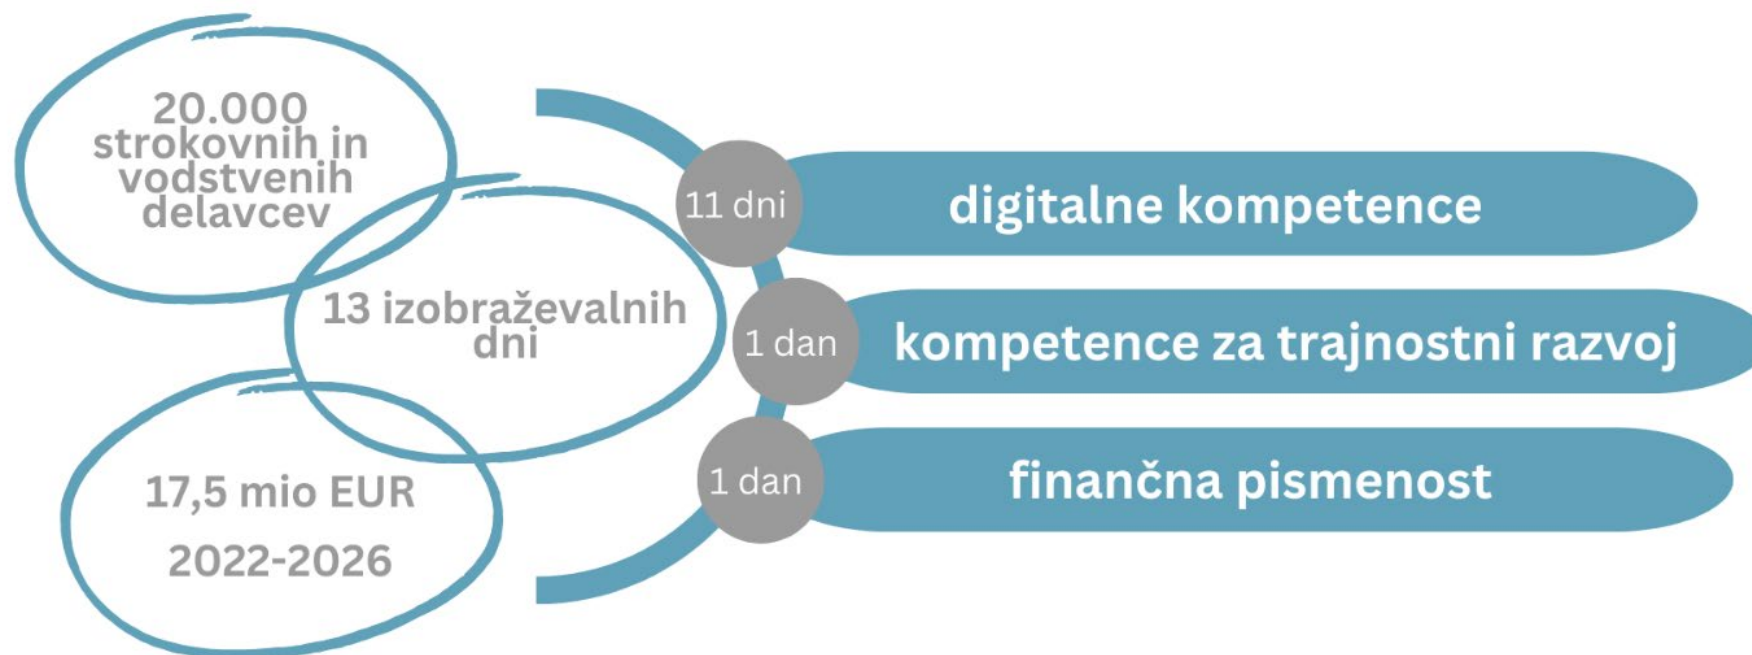 20.000
strokovnih in
vodstvenih
delavcev
13 izobraževalnih
dni
17,5 mio EUR
2022-2026
11 dni
digitalne kompetence
1 dan
kompetence za trajnostni razvoj
1 dan
finančna pismenost